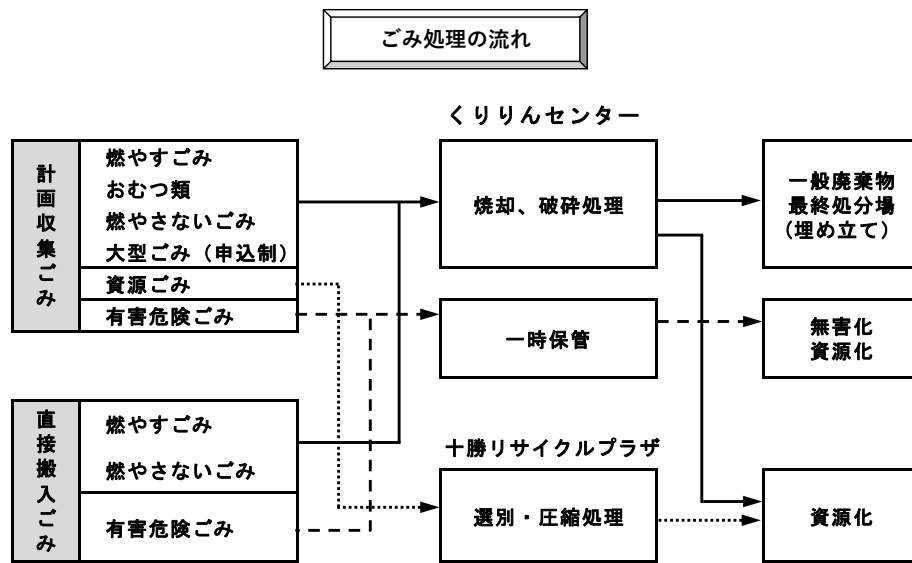 ごみ処理の流れ
くりりんセンター
計画収集ごみ
燃やすごみ
おむつ類
燃やさないごみ
大型ごみ（申込制）
資源ごみ
有害危険ごみ
焼却、破砕処理
一般廃棄物
最終処分場
(埋め立て)
一時保管
無害化
資源化
直接搬入ごみ
燃やすごみ
燃やさないごみ
有害危険ごみ
十勝リサイクルプラザ
選別・圧縮処理
資源化